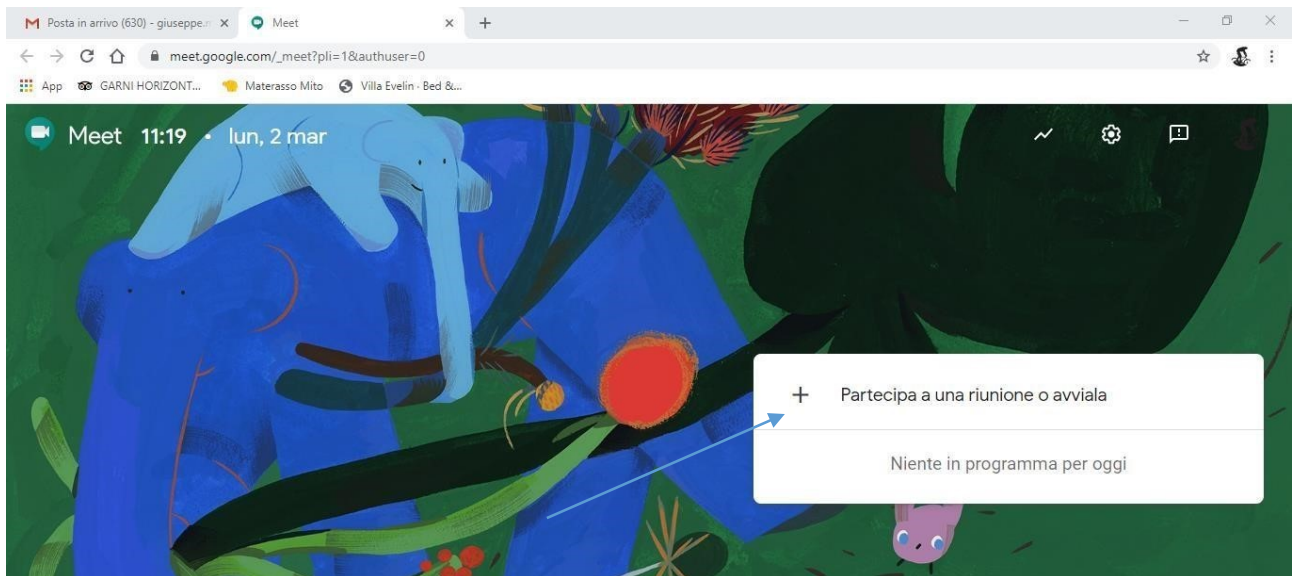 Posta in arrivo (630) - giuseppe.r
Meet
meet.google.com/_meet?pli=1&authuser=0
App GARNI HORIZONT... Materasso Mito Villa Evelin - Bed &...
Meet 11:19 • lun, 2 mar
+ Partecipa a una riunione o avviala
Niente in programma per oggi